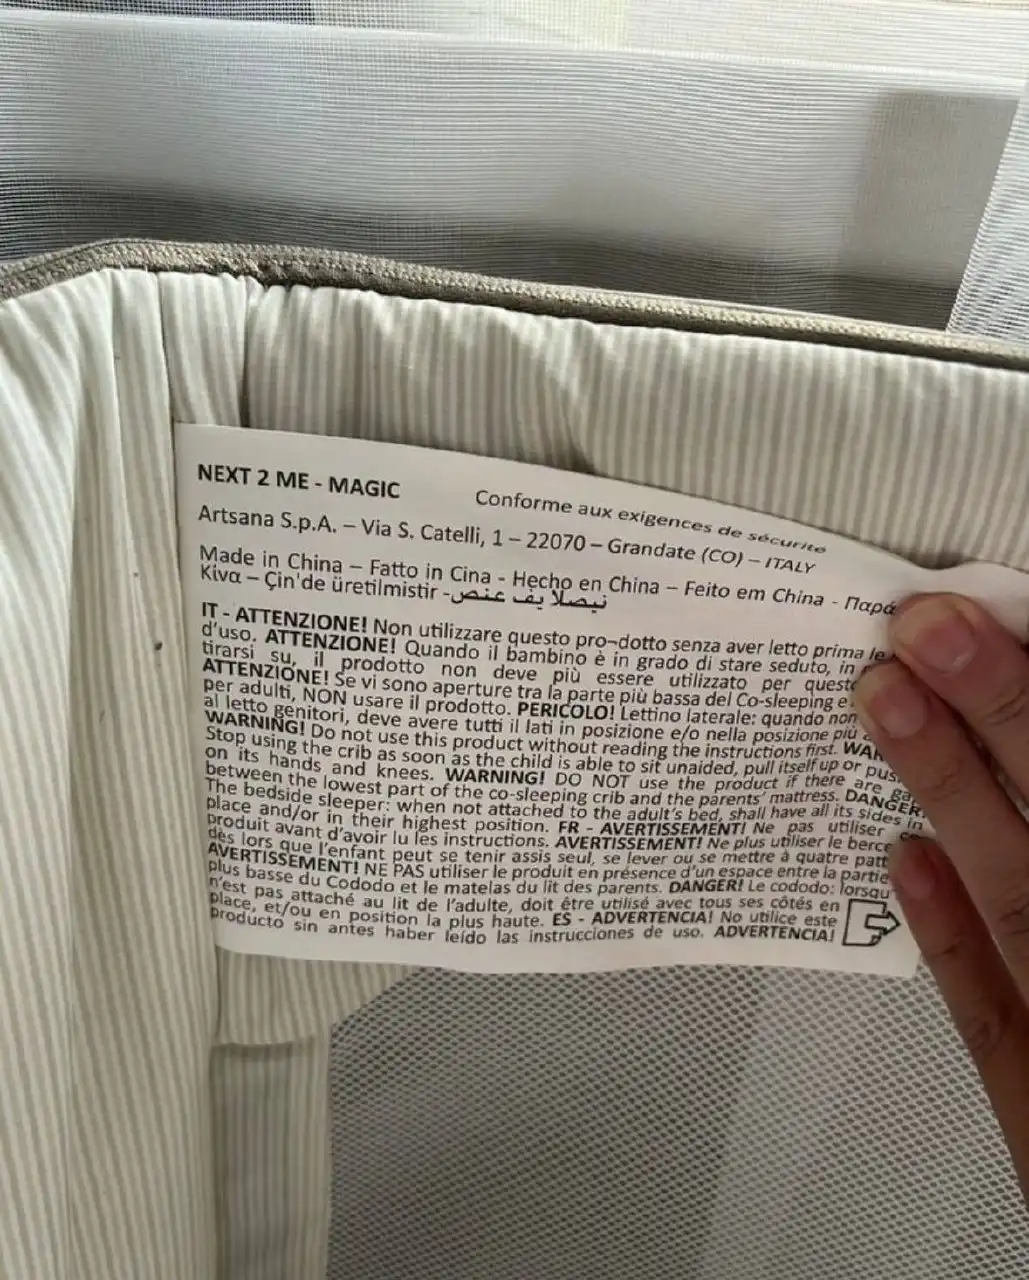 NEXT 2 ME - MAGIC
Conforme aux exigences de sécurité
Artsana S.p.A. – Via S. Catelli, 1 – 22070 – Grandate (CO) – ITALY
Made in China – Fatto in Cina - Hecho en China – Feito em China - Παρά
Κίνα – Çin'de üretilmistir -
IT - ATTENZIONE! Non utilizzare questo pro-dotto senza aver letto prima le
d'uso. ATTENZIONE! Quando il bambino è in grado di stare seduto, in
tirarsi su, il prodotto non deve più essere utilizzato per questo
ATTENZIONE! Se vi sono aperture tra la parte più bassa del Co-sleeping e
per adulti, NON usare il prodotto. PERICOLO! Lettino laterale: quando non
al letto genitori, deve avere tutti il lati in posizione e/o nella posizione più
WARNING! Do not use this product without reading the instructions first. WAR
Stop using the crib as soon as the child is able to sit unaided, pull itself up or pus
on its hands and knees. WARNING! DO NOT use the product if there are ga
between the lowest part of the co-sleeping crib and the parents' mattress. DANGER!
The bedside sleeper: when not attached to the adult's bed, shall have all its sides in
place and/or in their highest position. FR - AVERTISSEMENT! Ne pas utiliser ce
produit avant d'avoir lu les instructions. AVERTISSEMENT! Ne plus utiliser le berce
dès lors que l'enfant peut se tenir assis seul, se lever ou se mettre à quatre patt
AVERTISSEMENT! NE PAS utiliser le produit en présence d'un espace entre la partie
plus basse du Cododo et le matelas du lit des parents. DANGER! Le cododo: lorsqu'
n'est pas attaché au lit de l'adulte, doit être utilisé avec tous ses côtés en
place, et/ou en position la plus haute. ES - ADVERTENCIA! No utilice este
producto sin antes haber leído las instrucciones de uso. ADVERTENCIA!